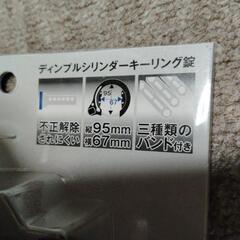 ディンプルシリンダーキーリング錠
95
67
不正解除
されにくい
縦95mm
横67mm
三種類の
バンド付き